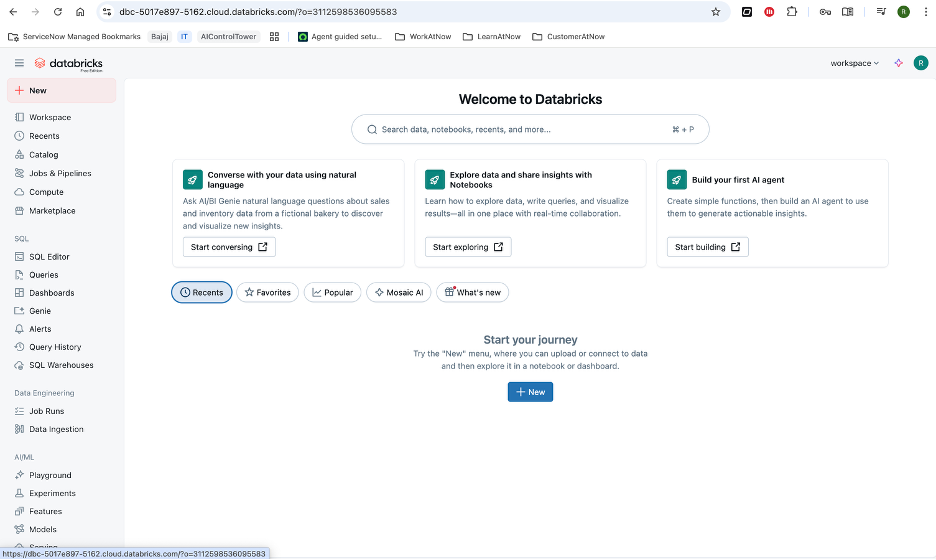 dbc-5017e897-5162.cloud.databricks.com/?o=3112598536095583
R
ServiceNow Managed Bookmarks
Bajaj
IT
AIControlTower
Agent guided setu...
WorkAtNow
LearnAtNow
CustomerAtNow
databricks
Free Edition
workspace
R
New
Workspace
Recents
Catalog
Jobs & Pipelines
Compute
Marketplace
SQL
SQL Editor
Queries
Dashboards
Genie
Alerts
Query History
SQL Warehouses
Data Engineering
Job Runs
Data Ingestion
AI/ML
Playground
Experiments
Features
Models
Serving
https://dbc-5017e897-5162.cloud.databricks.com/?o=3112598536095583
Welcome to Databricks
Search data, notebooks, recents, and more...
⌘ + P
Converse with your data using natural
language
Ask AI/BI Genie natural language questions about sales
and inventory data from a fictional bakery to discover
and visualize new insights.
Start conversing
Explore data and share insights with
Notebooks
Learn how to explore data, write queries, and visualize
results—all in one place with real-time collaboration.
Start exploring
Build your first AI agent
Create simple functions, then build an AI agent to use
them to generate actionable insights.
Start building
Recents
Favorites
Popular
Mosaic AI
What's new
Start your journey
Try the "New" menu, where you can upload or connect to data
and then explore it in a notebook or dashboard.
New